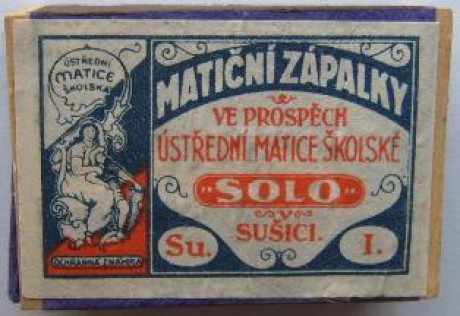 ÚSTŘEDNÍ
MATICE
ŠKOLSKÁ
OCHRANNÁ ZNÁMKA
MATIČNÍ ZÁPALKY
VE PROSPĚCH
ÚSTŘEDNÍ MATICE ŠKOLSKÉ
"SOLO"
V
SUŠICI.
Su.
I.